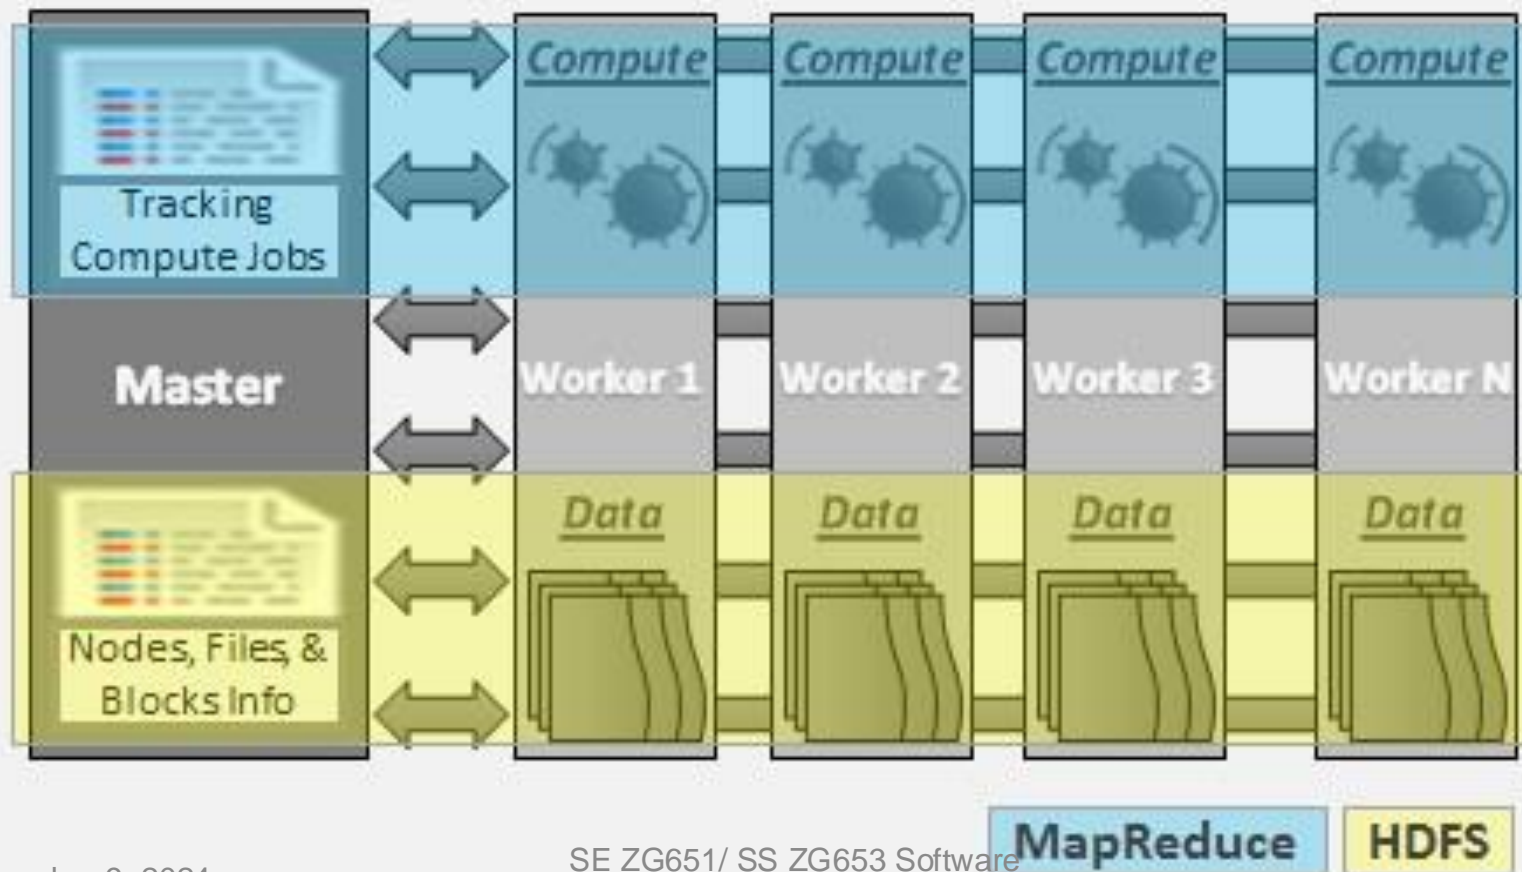 Compute
Compute
Compute
Compute
Tracking
Compute Jobs
Master
Worker 1
Worker 2
Worker 3
Worker N
Data
Data
Data
Data
Nodes, Files, &
Blocks Info
MapReduce
HDFS
SE ZG651/ SS ZG653 Software